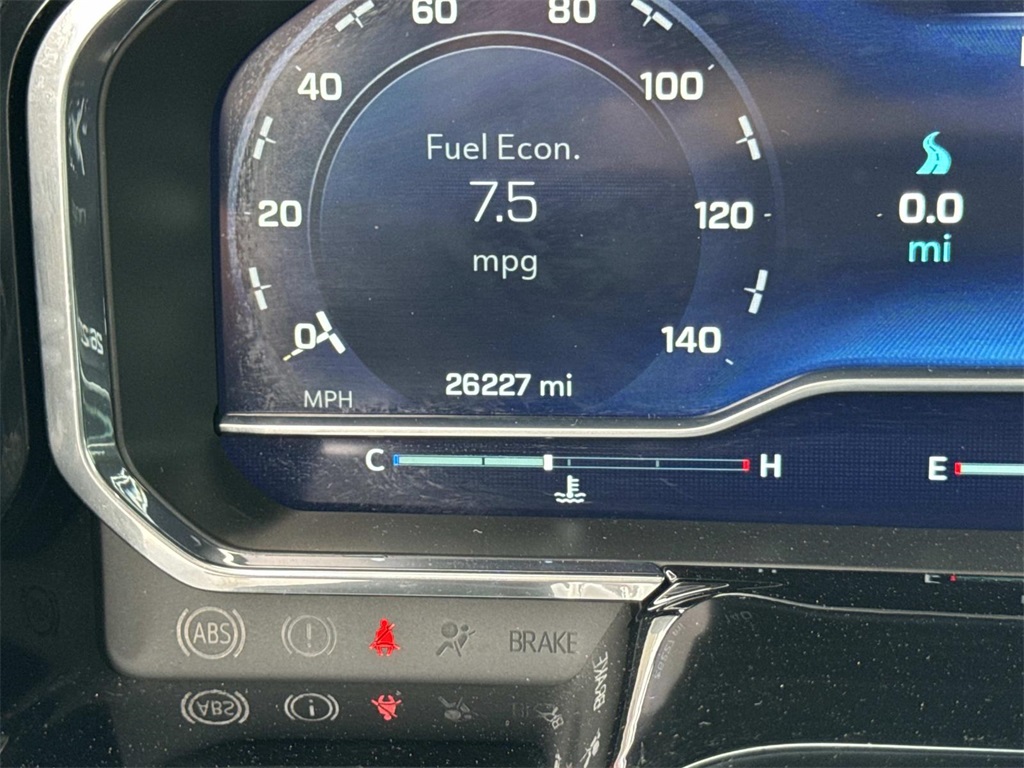 60 80
40 100
Fuel Econ.
7.5
20 120
mpg
0.0
mi
0 140
26227 mi
MPH
C H E
ABS ! BRAKE